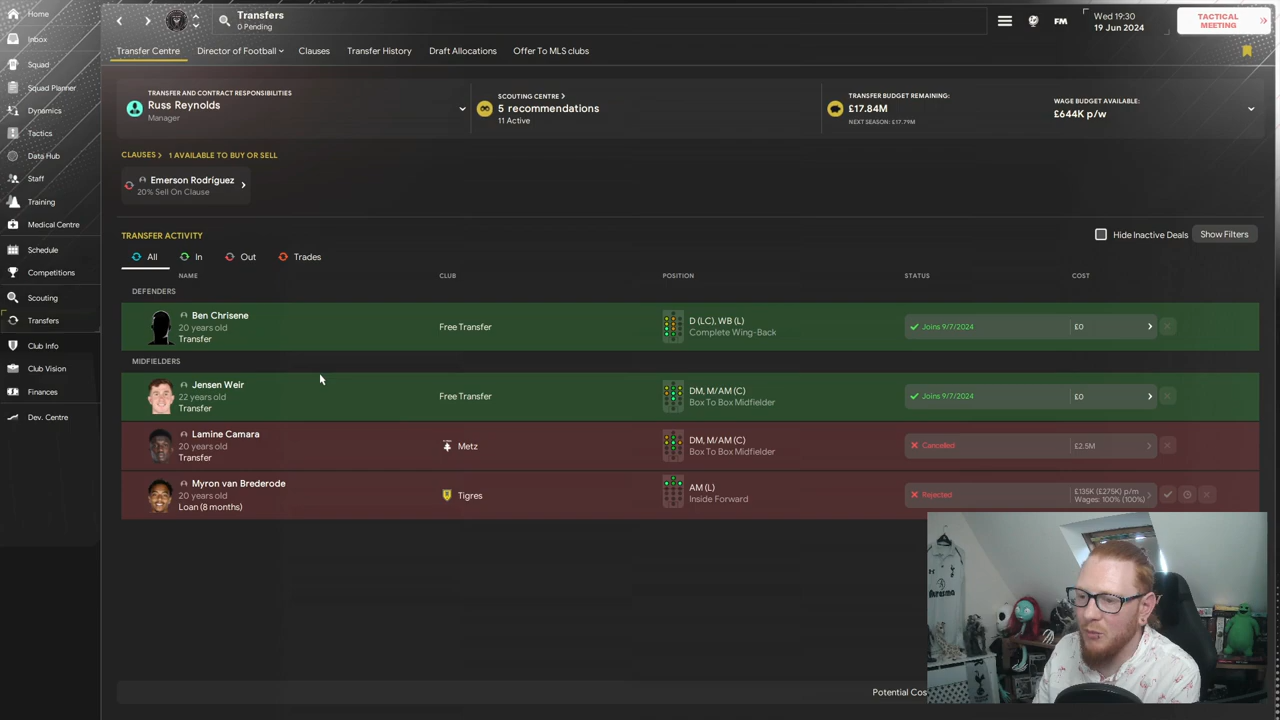 Home
Inbox
Squad
Squad Planner
Dynamics
Tactics
Data Hub
Staff
Training
Medical Centre
Schedule
Competitions
Scouting
Transfers
Club Info
Club Vision
Finances
Dev. Centre
Transfers
0 Pending
FM
Wed 19:30
19 Jun 2024
TACTICAL
MEETING
Transfer Centre
Director of Football
Clauses
Transfer History
Draft Allocations
Offer To MLS clubs
TRANSFER AND CONTRACT RESPONSIBILITIES
Russ Reynolds
Manager
SCOUTING CENTRE
5 recommendations
11 Active
TRANSFER BUDGET REMAINING:
£17.84M
NEXT SEASON: £17.79M
WAGE BUDGET AVAILABLE:
£644K p/w
CLAUSES 1 AVAILABLE TO BUY OR SELL
Emerson Rodríguez
20% Sell On Clause
TRANSFER ACTIVITY
Hide Inactive Deals
Show Filters
All In Out Trades
NAME CLUB POSITION STATUS COST
DEFENDERS
Ben Chrisene
20 years old
Transfer
Free Transfer
D (LC), WB (L)
Complete Wing-Back
Joins 9/7/2024
£0
MIDFIELDERS
Jensen Weir
22 years old
Transfer
Free Transfer
DM, M/AM (C)
Box To Box Midfielder
Joins 9/7/2024
£0
Lamine Camara
20 years old
Transfer
Metz
DM, M/AM (C)
Box To Box Midfielder
Cancelled
£2.5M
Myron van Brederode
20 years old
Loan (8 months)
Tigres
AM (L)
Inside Forward
Rejected
£135K (£275K) p/m
Wages: 100% (100%)
Potential Cos